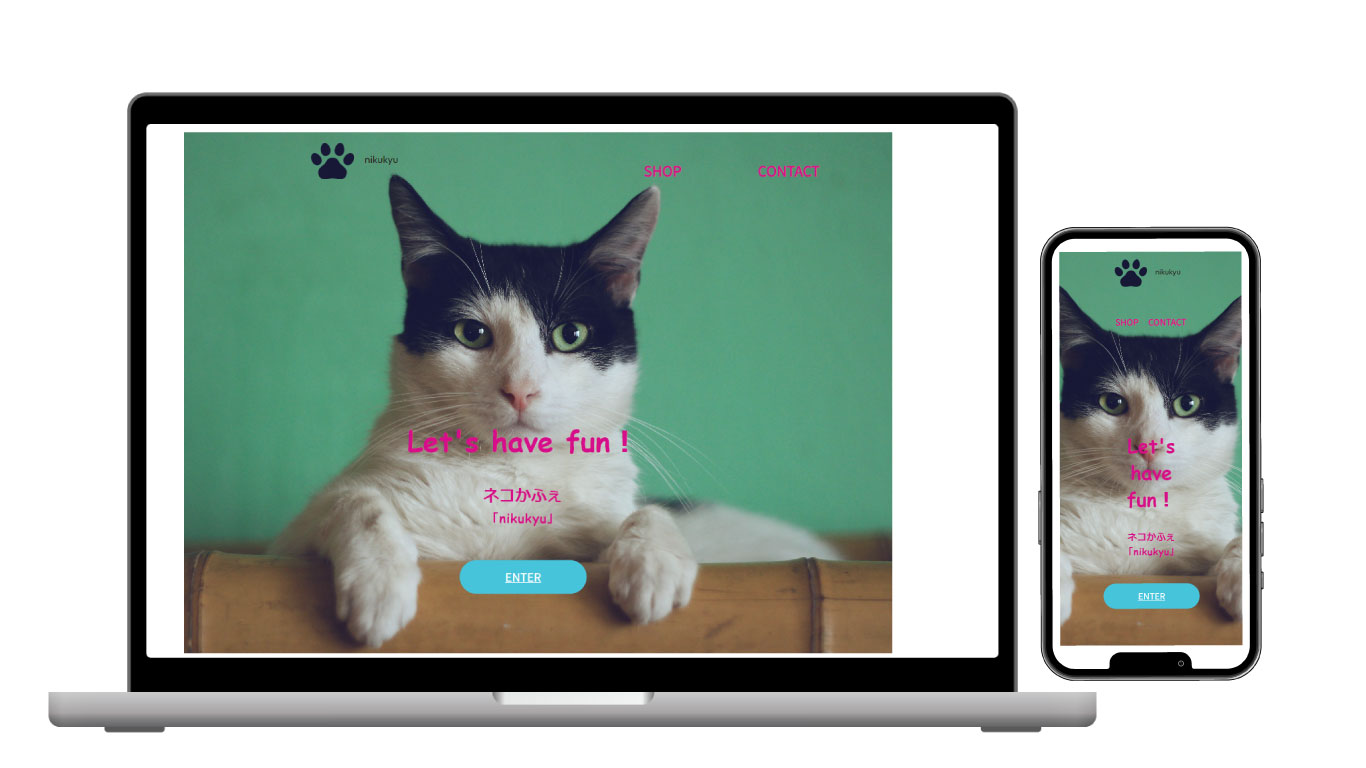 nikukyu
SHOP CONTACT
Let's have fun !
ネコかふぇ
「nikukyu」
ENTER
nikukyu
SHOP CONTACT
Let's
have
fun !
ネコかふぇ
「nikukyu」
ENTER